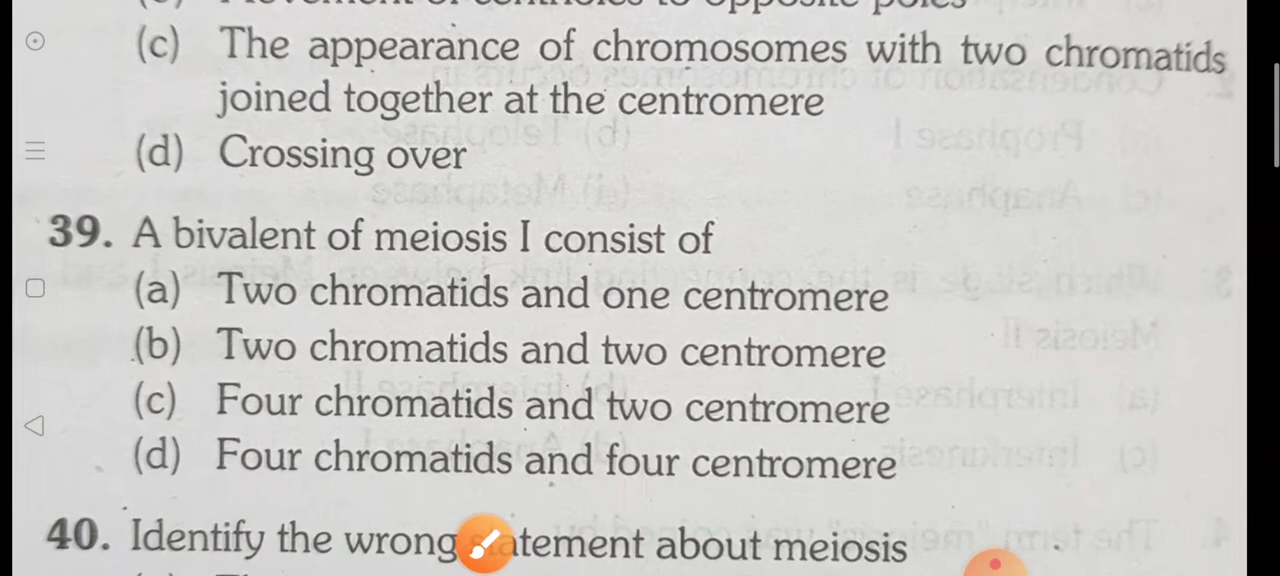 (c) The appearance of chromosomes with two chromatids
joined together at the centromere
(d) Crossing over
39. A bivalent of meiosis I consist of
(a) Two chromatids and one centromere
(b) Two chromatids and two centromere
(c) Four chromatids and two centromere
(d) Four chromatids and four centromere
40. Identify the wrong atement about meiosis